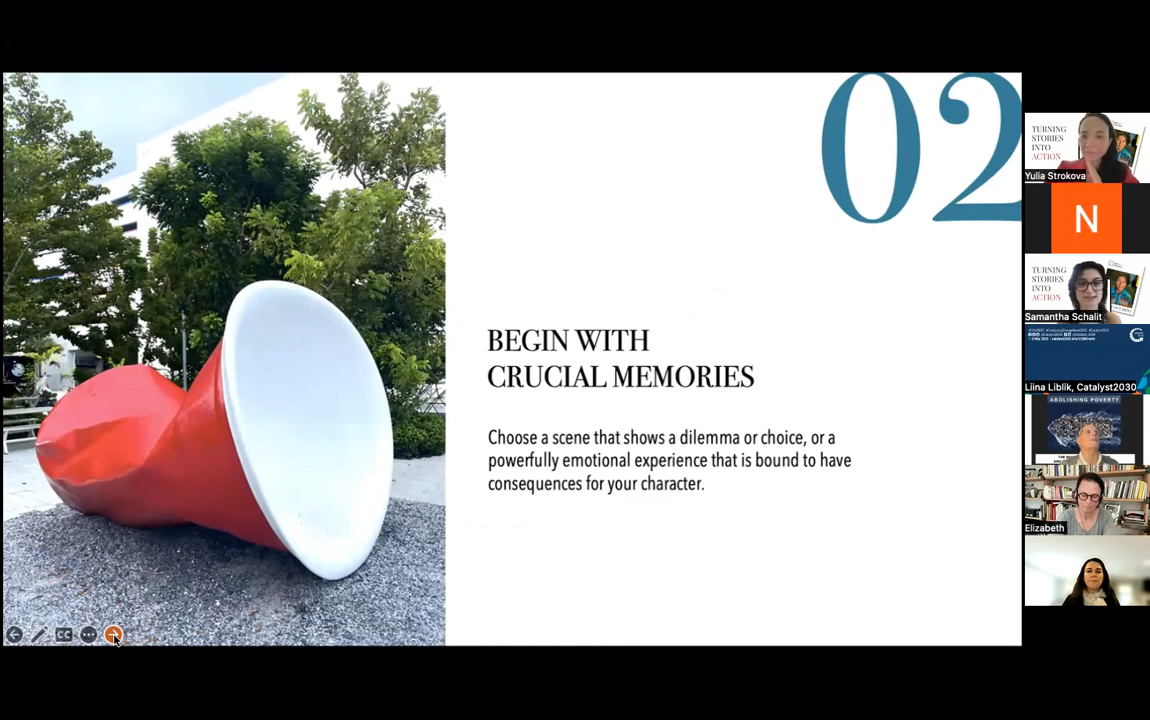 02
BEGIN WITH
CRUCIAL MEMORIES
Choose a scene that shows a dilemma or choice, or a
powerfully emotional experience that is bound to have
consequences for your character.
CC
TURNING
STORIES
INTO
ACTION
Yulia Strokova
N
TURNING
STORIES
INTO
ACTION
Samantha Schalit
Liina Liblik, Catalyst2030
ABOLISHING POVERTY
Elizabeth